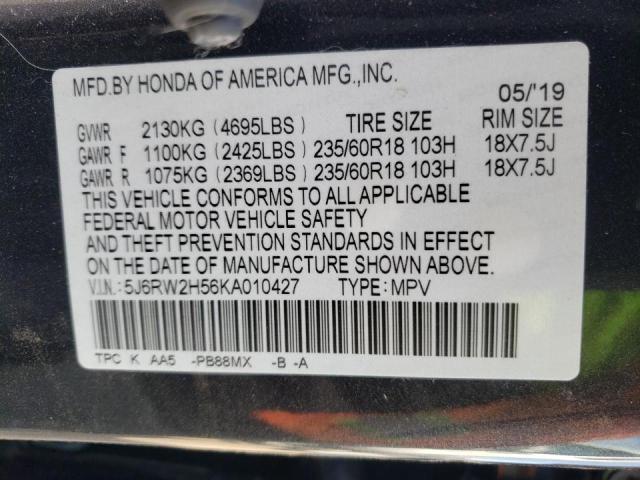 MFD.BY HONDA OF AMERICA MFG.,INC.
05/'19
GVWR 2130KG (4695LBS) TIRE SIZE RIM SIZE
GAWR F 1100KG (2425LBS) 235/60R18 103H 18X7.5J
GAWR R 1075KG (2369LBS) 235/60R18 103H 18X7.5J
THIS VEHICLE CONFORMS TO ALL APPLICABLE
FEDERAL MOTOR VEHICLE SAFETY
AND THEFT PREVENTION STANDARDS IN EFFECT
ON THE DATE OF MANUFACTURE SHOWN ABOVE.
V.I.N.:5J6RW2H56KA010427 TYPE:MPV
TPC K AA5 -PB88MX -B -A